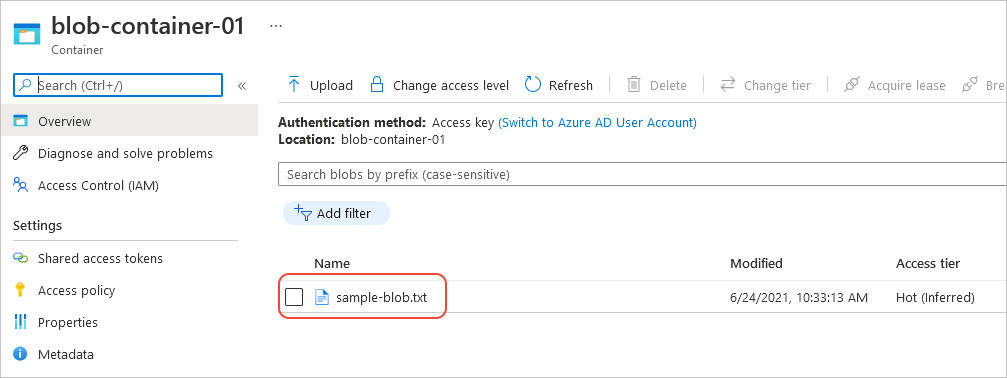 blob-container-01 ...
Container
Search (Ctrl+/) «
Overview
Diagnose and solve problems
Access Control (IAM)
Settings
Shared access tokens
Access policy
Properties
Metadata
Upload Change access level Refresh Delete Change tier Acquire lease Brea
Authentication method: Access key (Switch to Azure AD User Account)
Location: blob-container-01
Search blobs by prefix (case-sensitive)
Add filter
Name Modified Access tier
sample-blob.txt 6/24/2021, 10:33:13 AM Hot (Inferred)